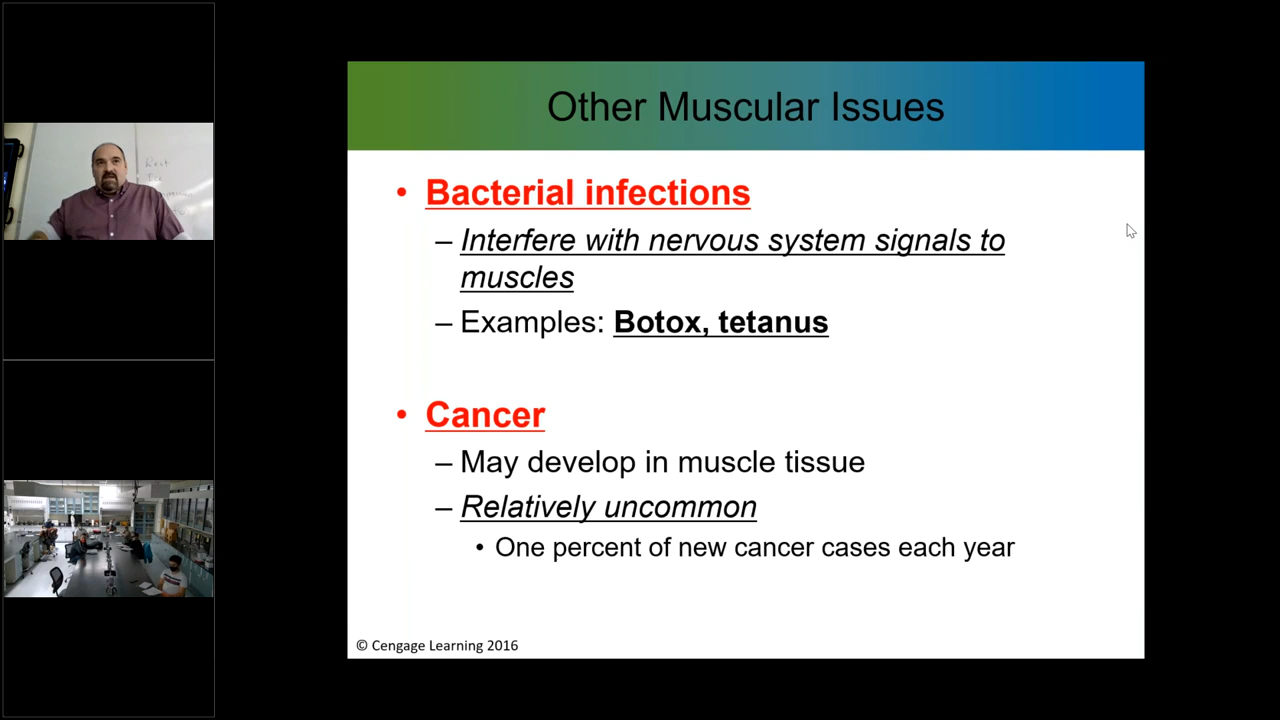 Other Muscular Issues
• Bacterial infections
– Interfere with nervous system signals to
muscles
– Examples: Botox, tetanus
• Cancer
– May develop in muscle tissue
– Relatively uncommon
• One percent of new cancer cases each year
© Cengage Learning 2016